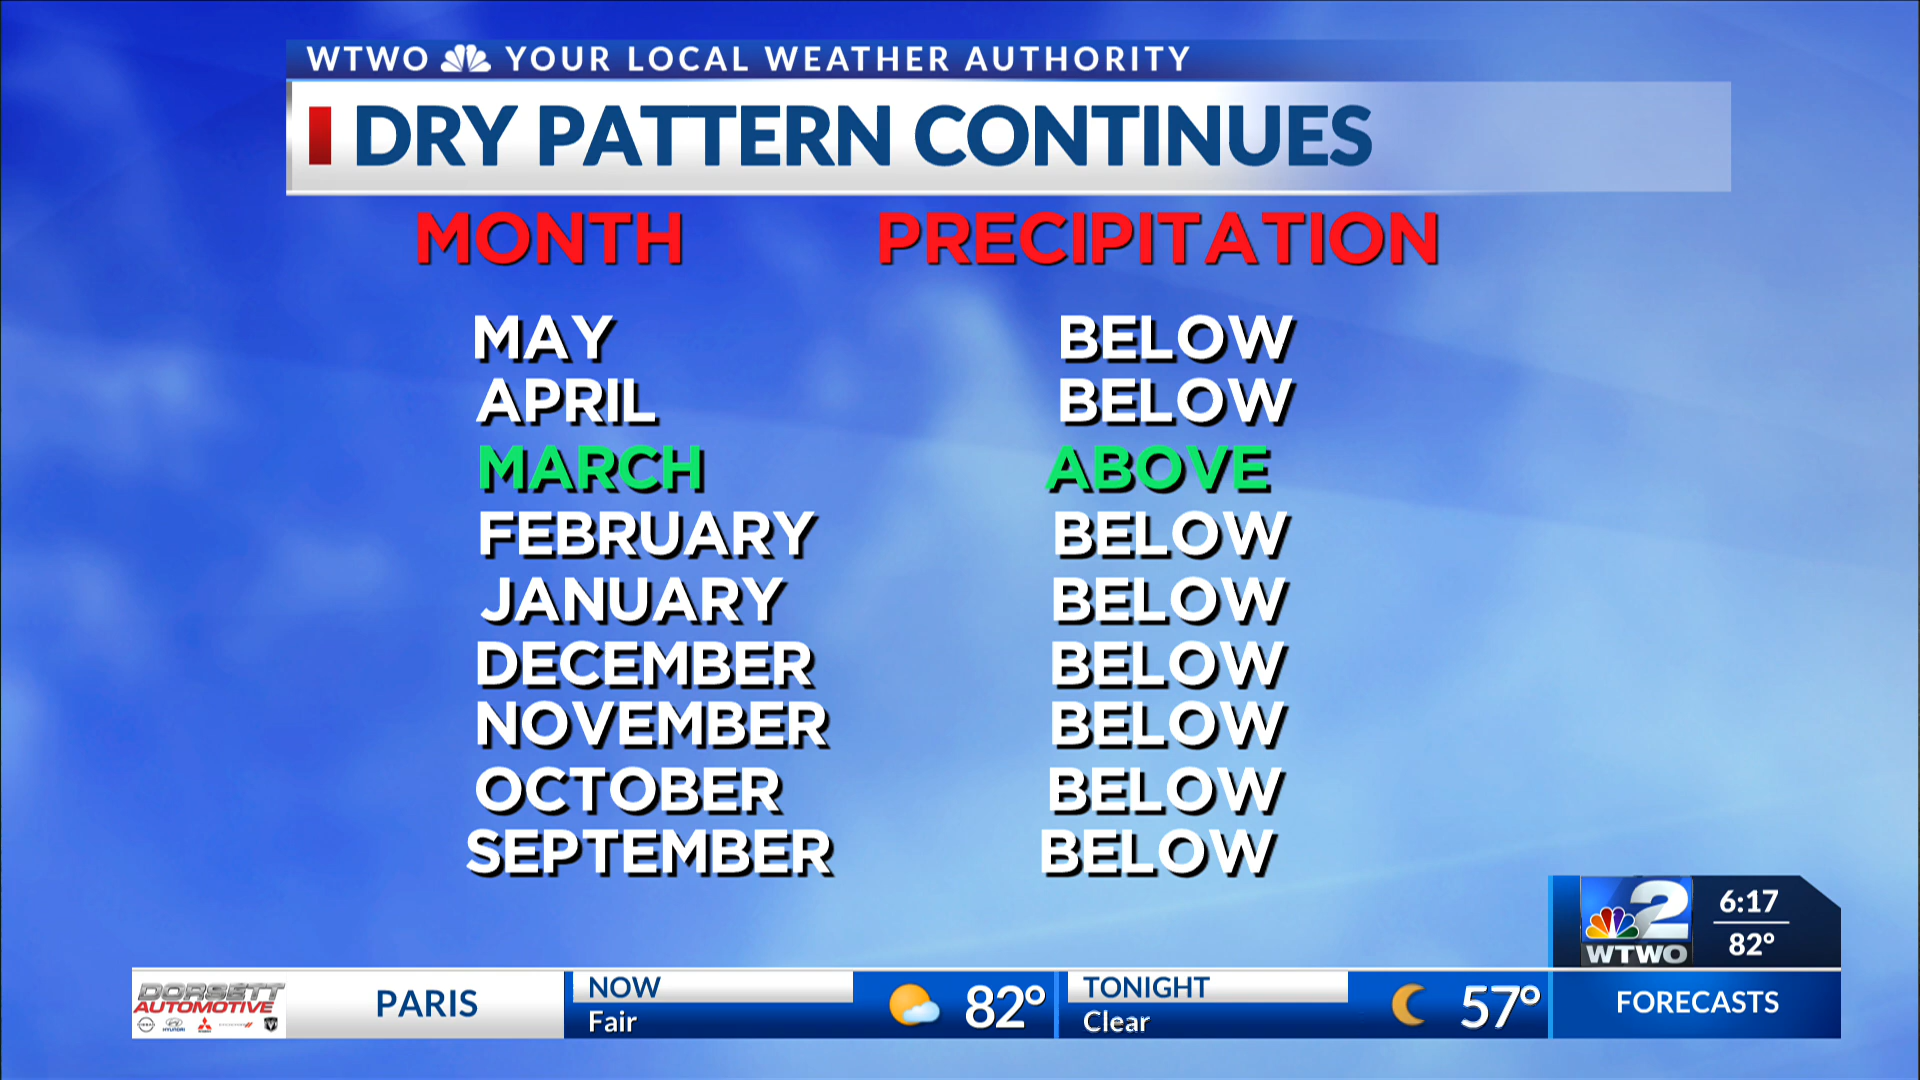 WTWO YOUR LOCAL WEATHER AUTHORITY
DRY PATTERN CONTINUES
MONTH PRECIPITATION
MAY BELOW
APRIL BELOW
MARCH ABOVE
FEBRUARY BELOW
JANUARY BELOW
DECEMBER BELOW
NOVEMBER BELOW
OCTOBER BELOW
SEPTEMBER BELOW
2
WTWO
6:17
82°
DORSETT
AUTOMOTIVE
PARIS
NOW
Fair
82°
TONIGHT
Clear
57°
FORECASTS